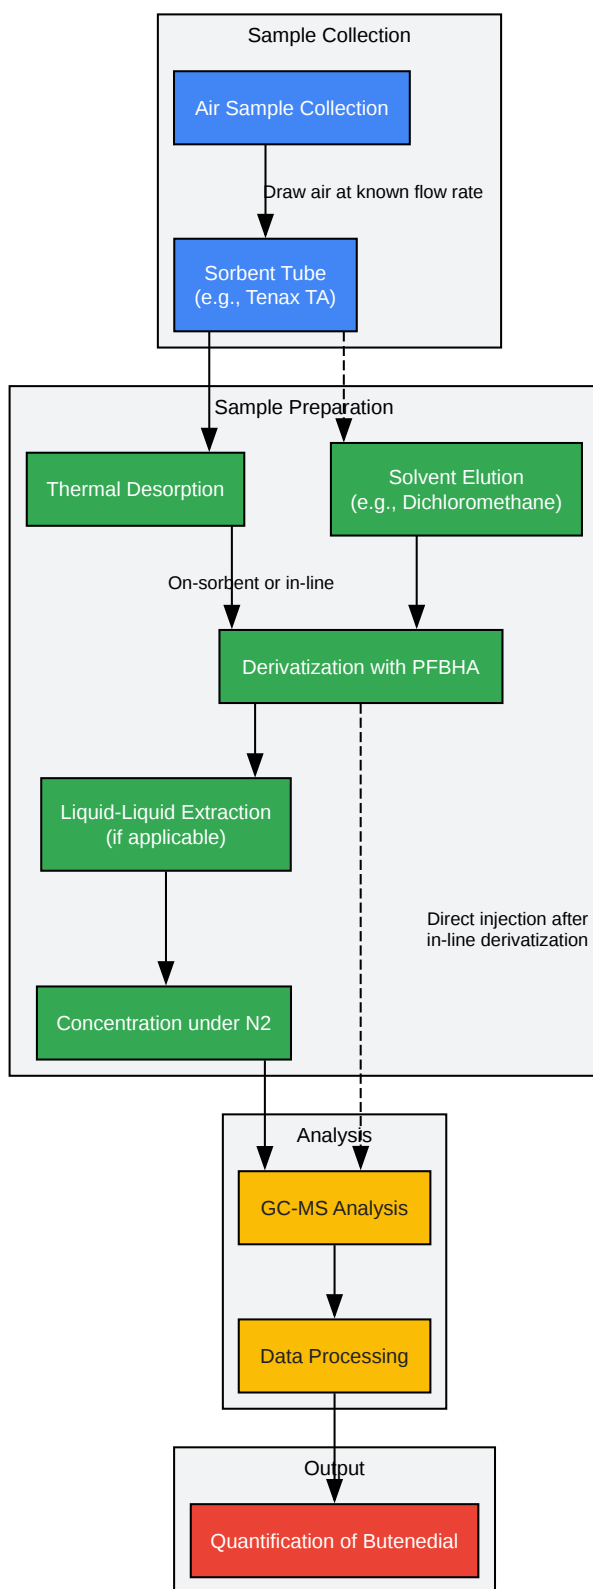 Sample Collection
Air Sample Collection
Draw air at known flow rate
Sorbent Tube
(e.g., Tenax TA)
Sample Preparation
Thermal Desorption
Solvent Elution
(e.g., Dichloromethane)
On-sorbent or in-line
Derivatization with PFBHA
Liquid-Liquid Extraction
(if applicable)
Direct injection after
in-line derivatization
Concentration under N2
Analysis
GC-MS Analysis
Data Processing
Output
Quantification of Butenedial